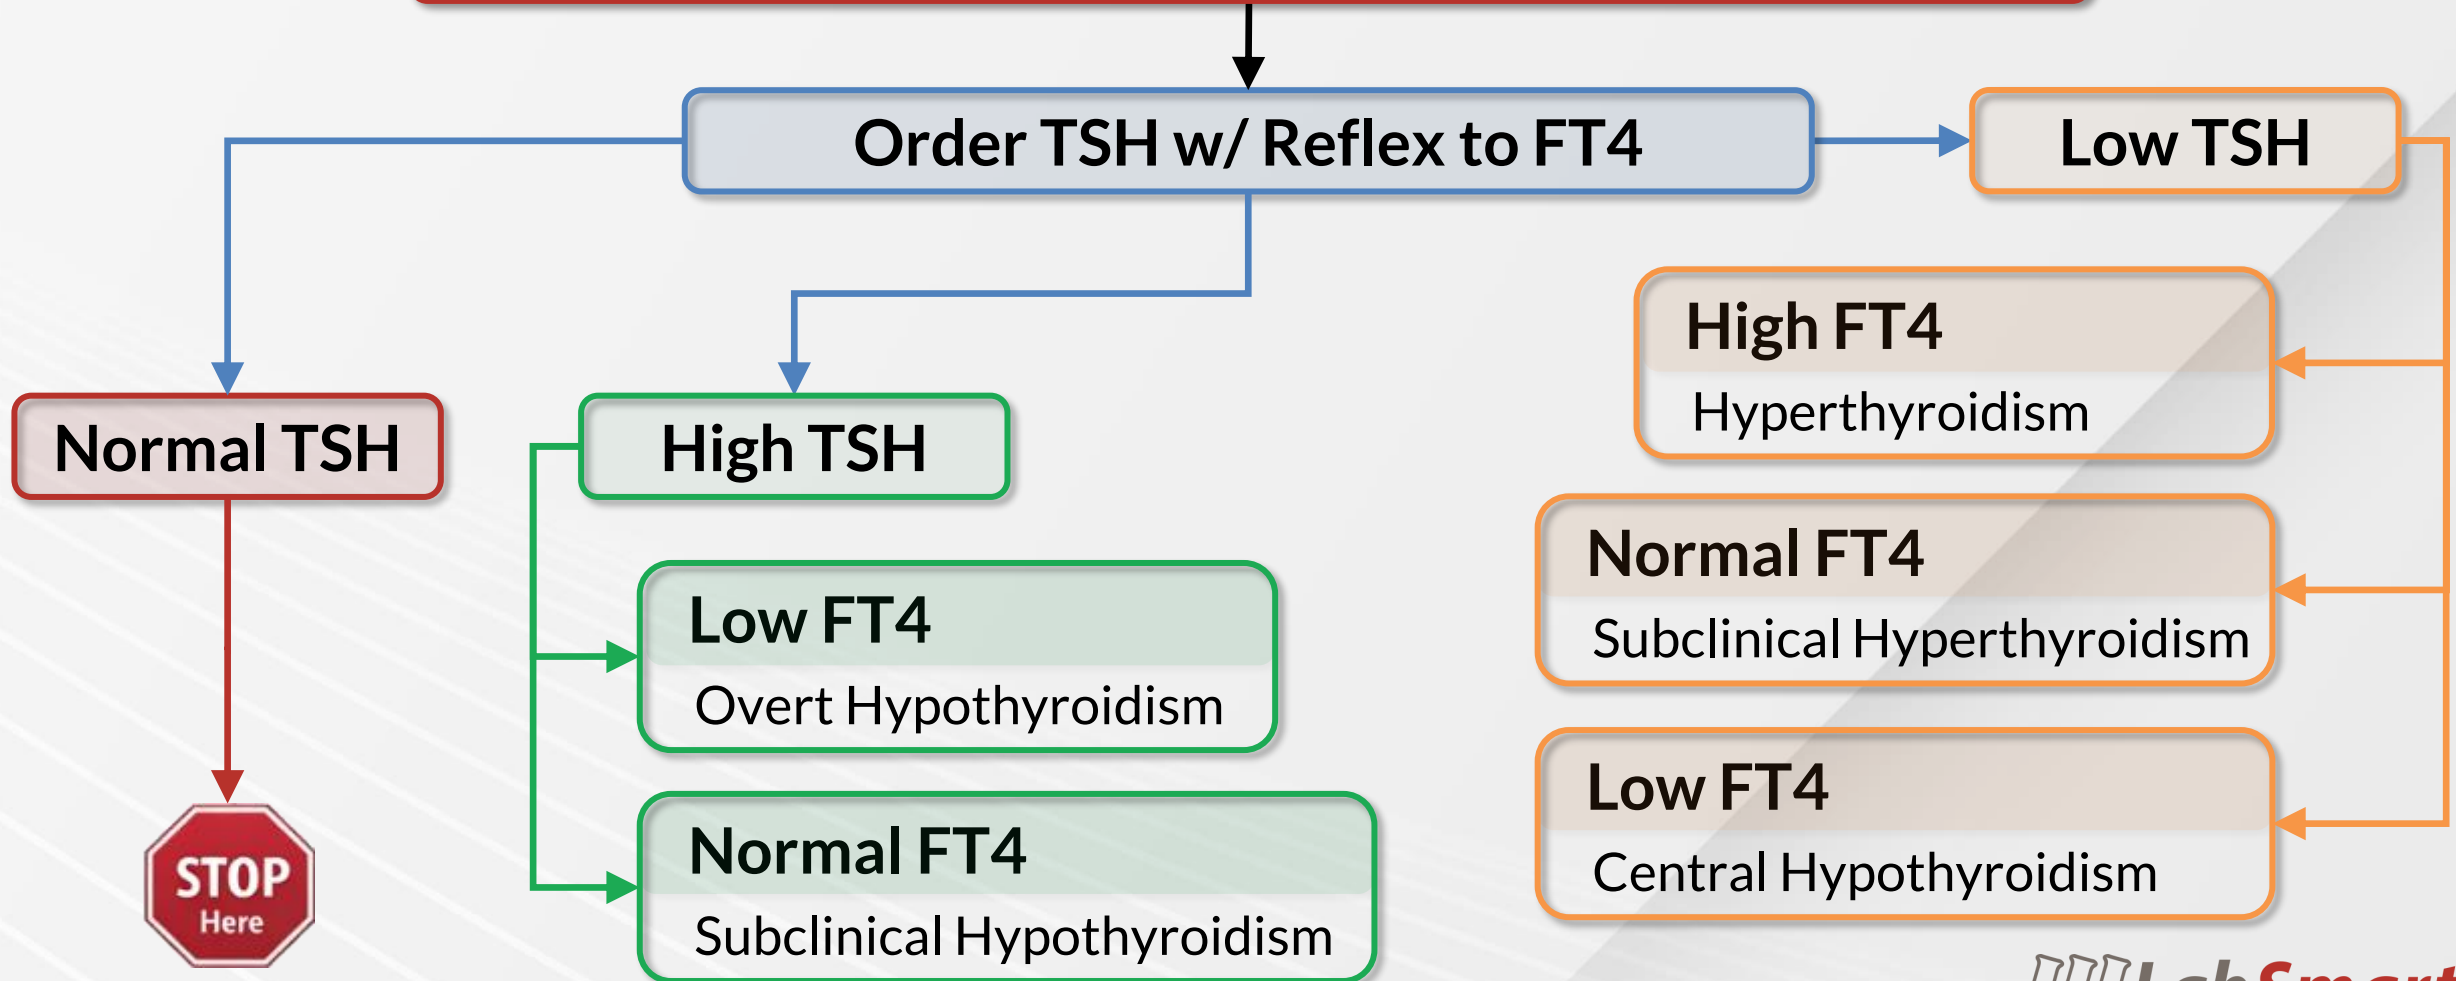 Order TSH w/ Reflex to FT4
Low TSH
Normal TSH
High TSH
High FT4
Hyperthyroidism
Normal FT4
Subclinical Hyperthyroidism
Low FT4
Central Hypothyroidism
Low FT4
Overt Hypothyroidism
Normal FT4
Subclinical Hypothyroidism
STOP
Here